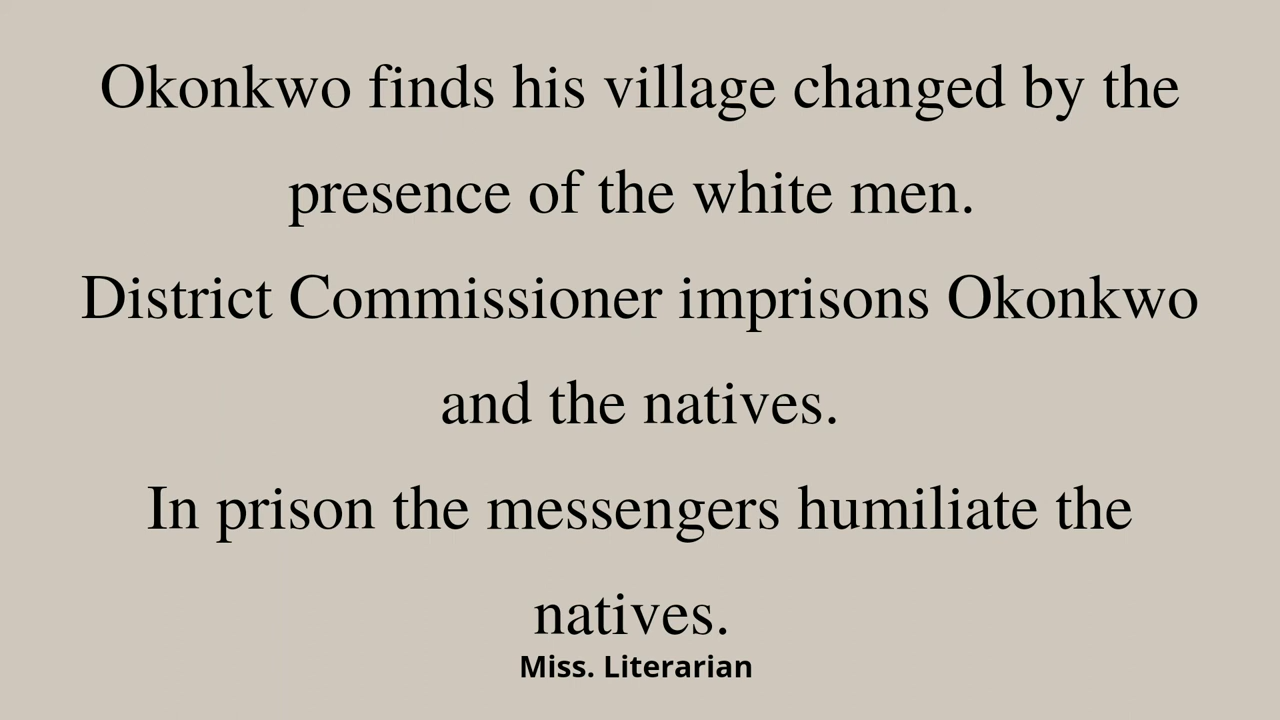 Okonkwo finds his village changed by the
presence of the white men.
District Commissioner imprisons Okonkwo
and the natives.
In prison the messengers humiliate the
natives.
Miss. Literarian